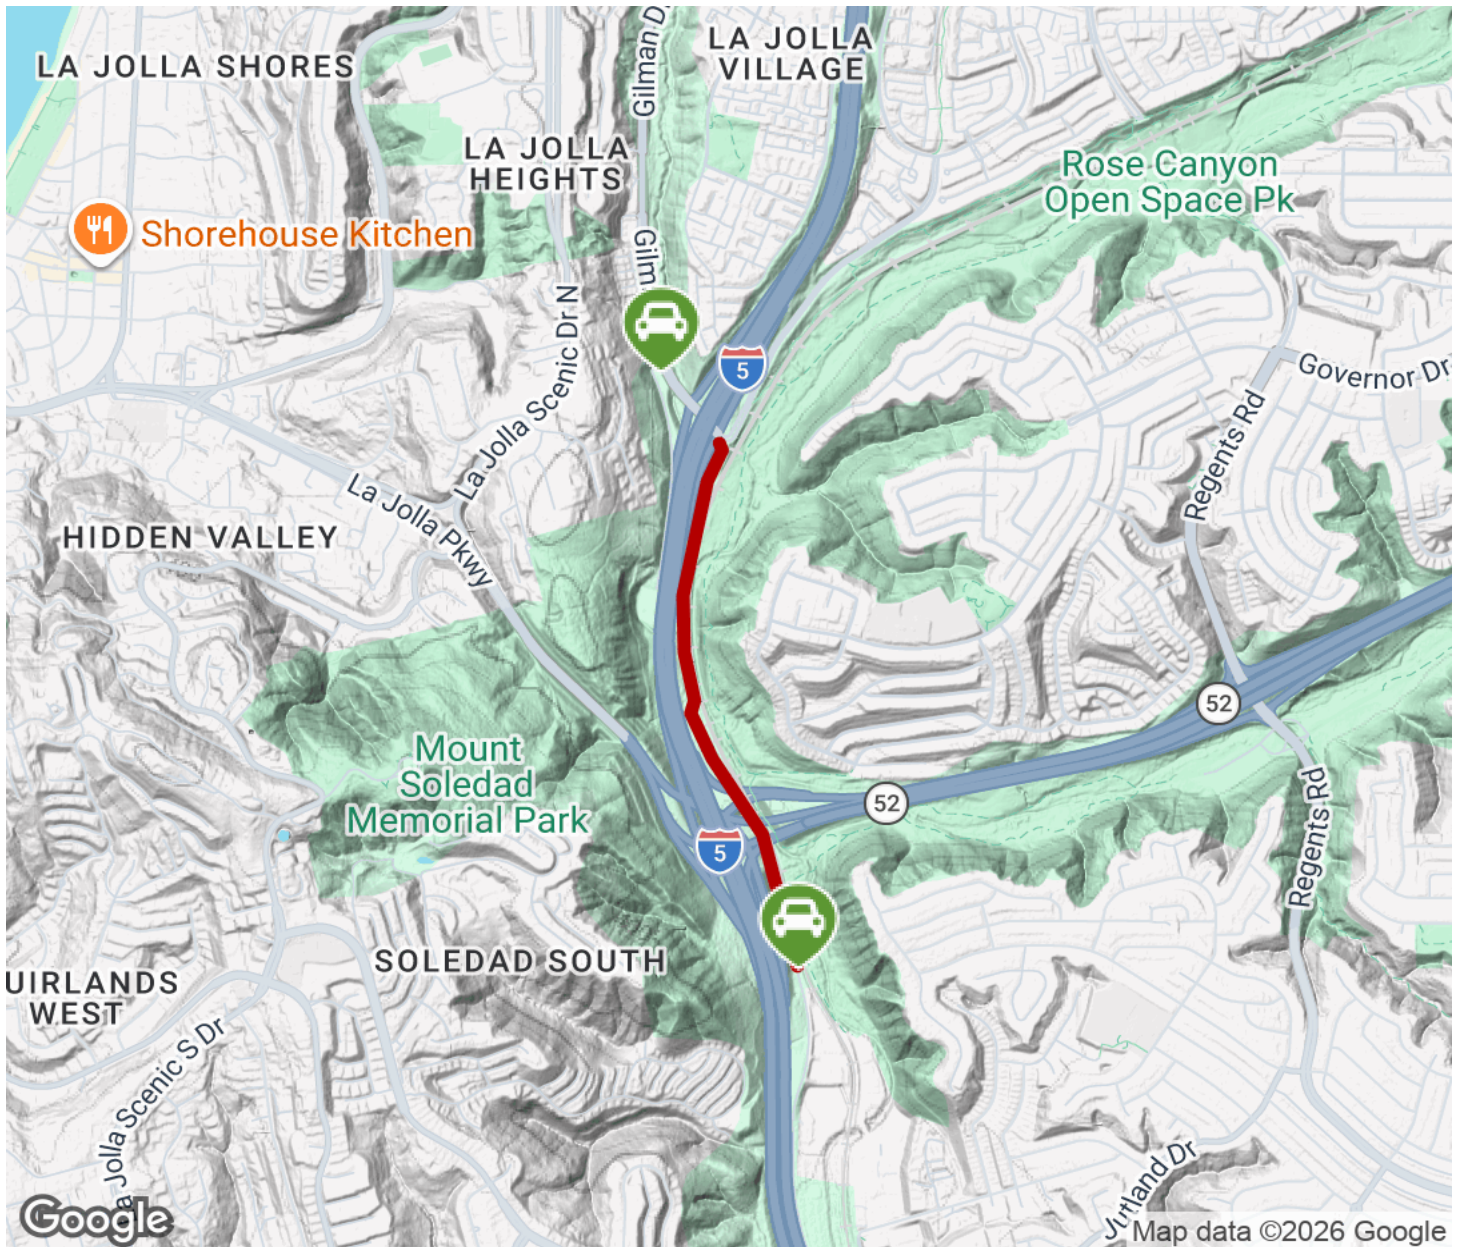 LA JOLLA SHORES
LA JOLLA
VILLAGE
Gilman D
LA JOLLA
HEIGHTS
Rose Canyon
Open Space Pk
Shorehouse Kitchen
Gilm
La Jolla Scenic Dr N
5
Governor Dr
Regents Rd
La Jolla Pkwy
HIDDEN VALLEY
52
Mount
Soledad
Memorial Park
52
5
Regents Rd
SOLEDAD SOUTH
UIRLANDS
WEST
La Jolla Scenic S Dr
Jutland Dr
Google
Map data ©2026 Google